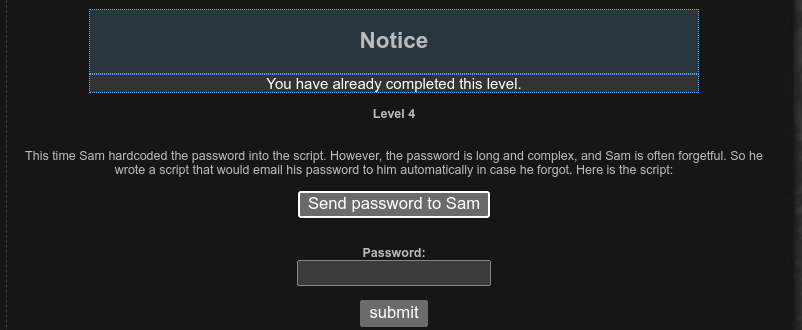 Notice
You have already completed this level.
Level 4
This time Sam hardcoded the password into the script. However, the password is long and complex, and Sam is often forgetful. So he
wrote a script that would email his password to him automatically in case he forgot. Here is the script:
Send password to Sam
Password:
submit